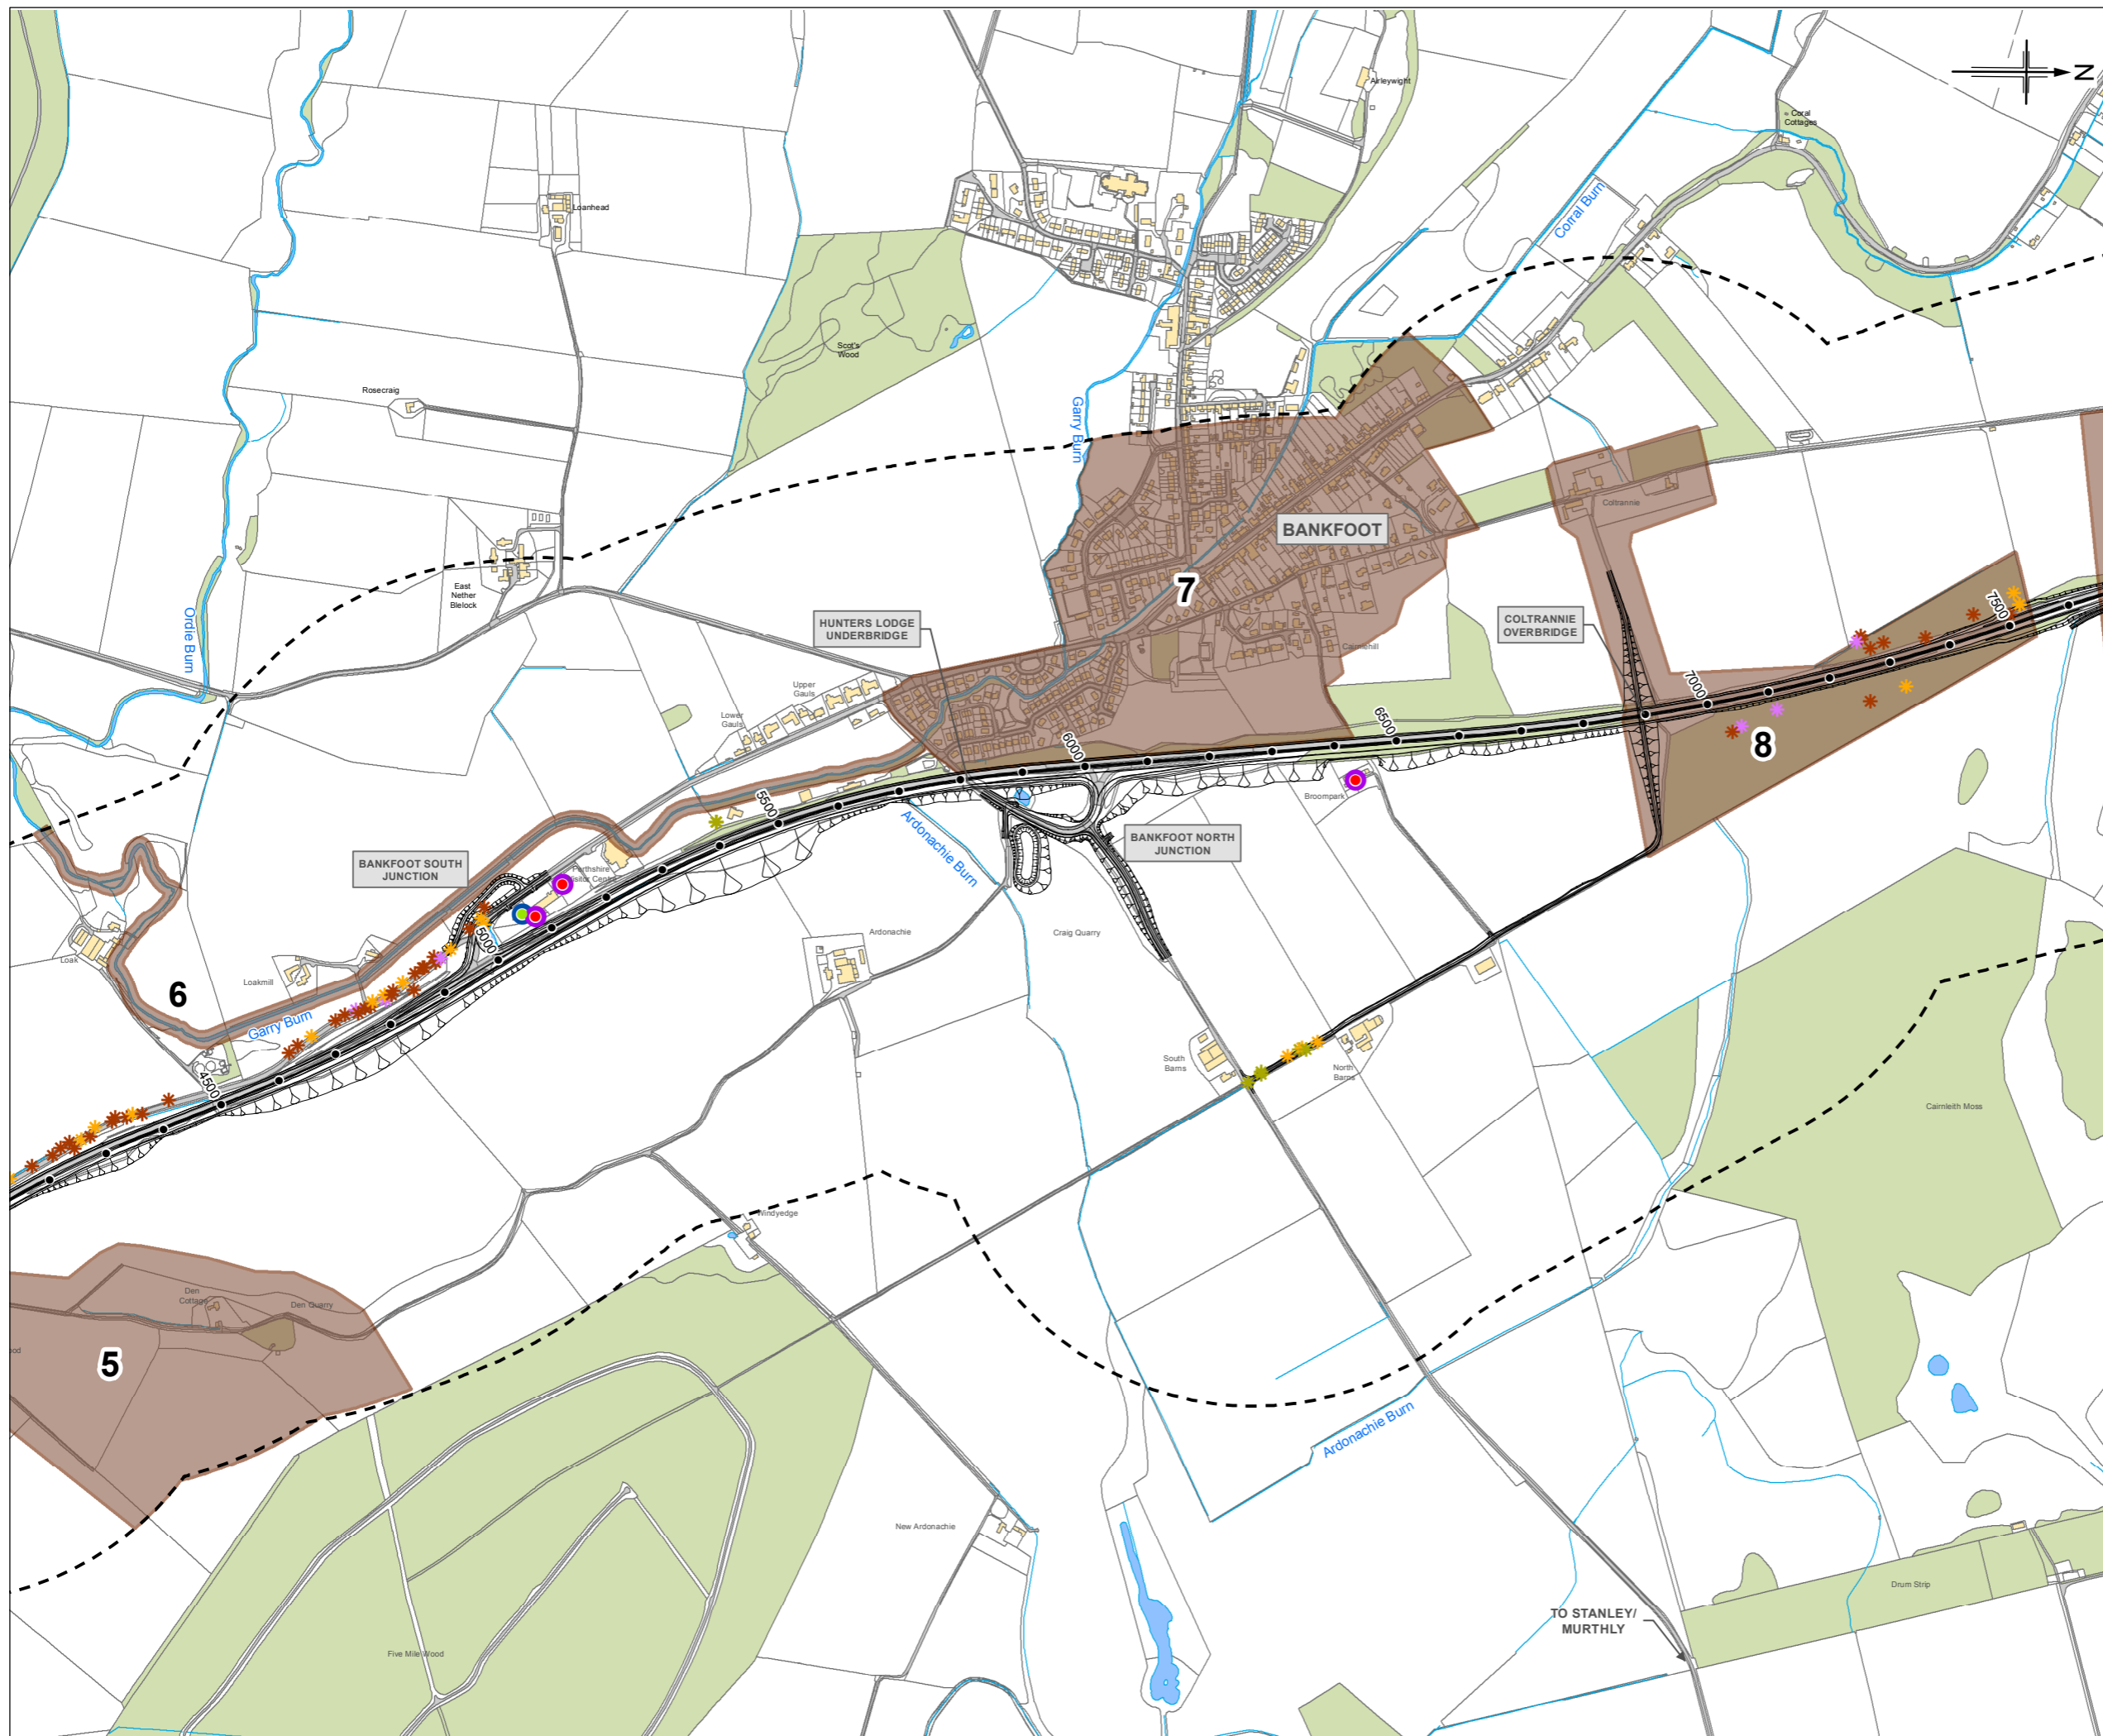 Airleywight
N
Coral
Cottages
Loanhead
Corral Burn
Scot's
Wood
Rosecraig
Garry Burn
Coltrannie
BANKFOOT
7
East
Nether
Blelock
Ordie Burn
HUNTERS LODGE
UNDERBRIDGE
COLTRANNIE
OVERBRIDGE
7500
Cairniehill
Upper
Gauls
Lower
Gauls
7000
6500
6000
8
5500
Broompark
Ardonachie Burn
BANKFOOT NORTH
JUNCTION
BANKFOOT SOUTH
JUNCTION
Perthshire
Visitor Centre
5000
Ardonachie
Craig Quarry
Loak
Loakmill
6
Garry Burn
4500
South
Barns
North
Barns
Cairnleith Moss
Windyedge
Den
Cottage
Den Quarry
ood
5
Ardonachie Burn
New Ardonachie
Drum Strip
TO STANLEY/
MURTHLY
Five Mile Wood